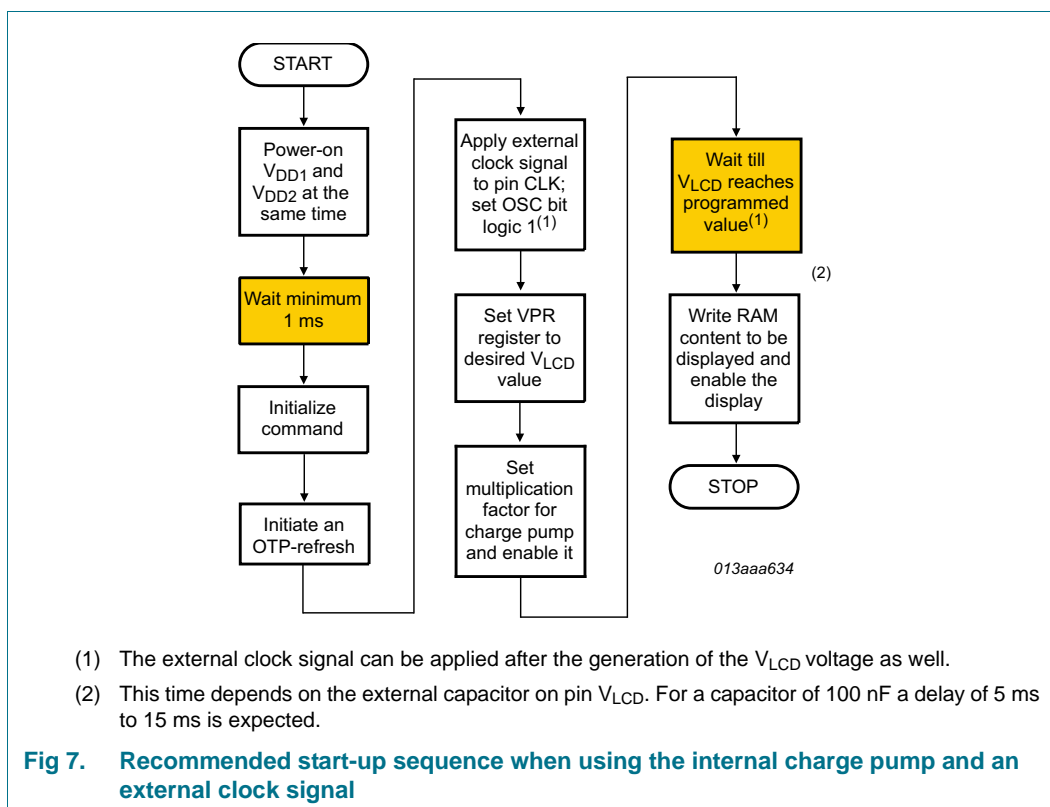 START
Power-on
VDD1 and
VDD2 at the
same time
Wait minimum
1 ms
Initialize
command
Initiate an
OTP-refresh
Apply external
clock signal
to pin CLK;
set OSC bit
logic 1(1)
Set VPR
register to
desired VLCD
value
Set
multiplication
factor for
charge pump
and enable it
Wait till
VLCD reaches
programmed
value(1)
(2)
Write RAM
content to be
displayed and
enable the
display
STOP
013aaa634
(1) The external clock signal can be applied after the generation of the VLCD voltage as well.
(2) This time depends on the external capacitor on pin VLCD. For a capacitor of 100 nF a delay of 5 ms
to 15 ms is expected.
Fig 7. Recommended start-up sequence when using the internal charge pump and an
external clock signal